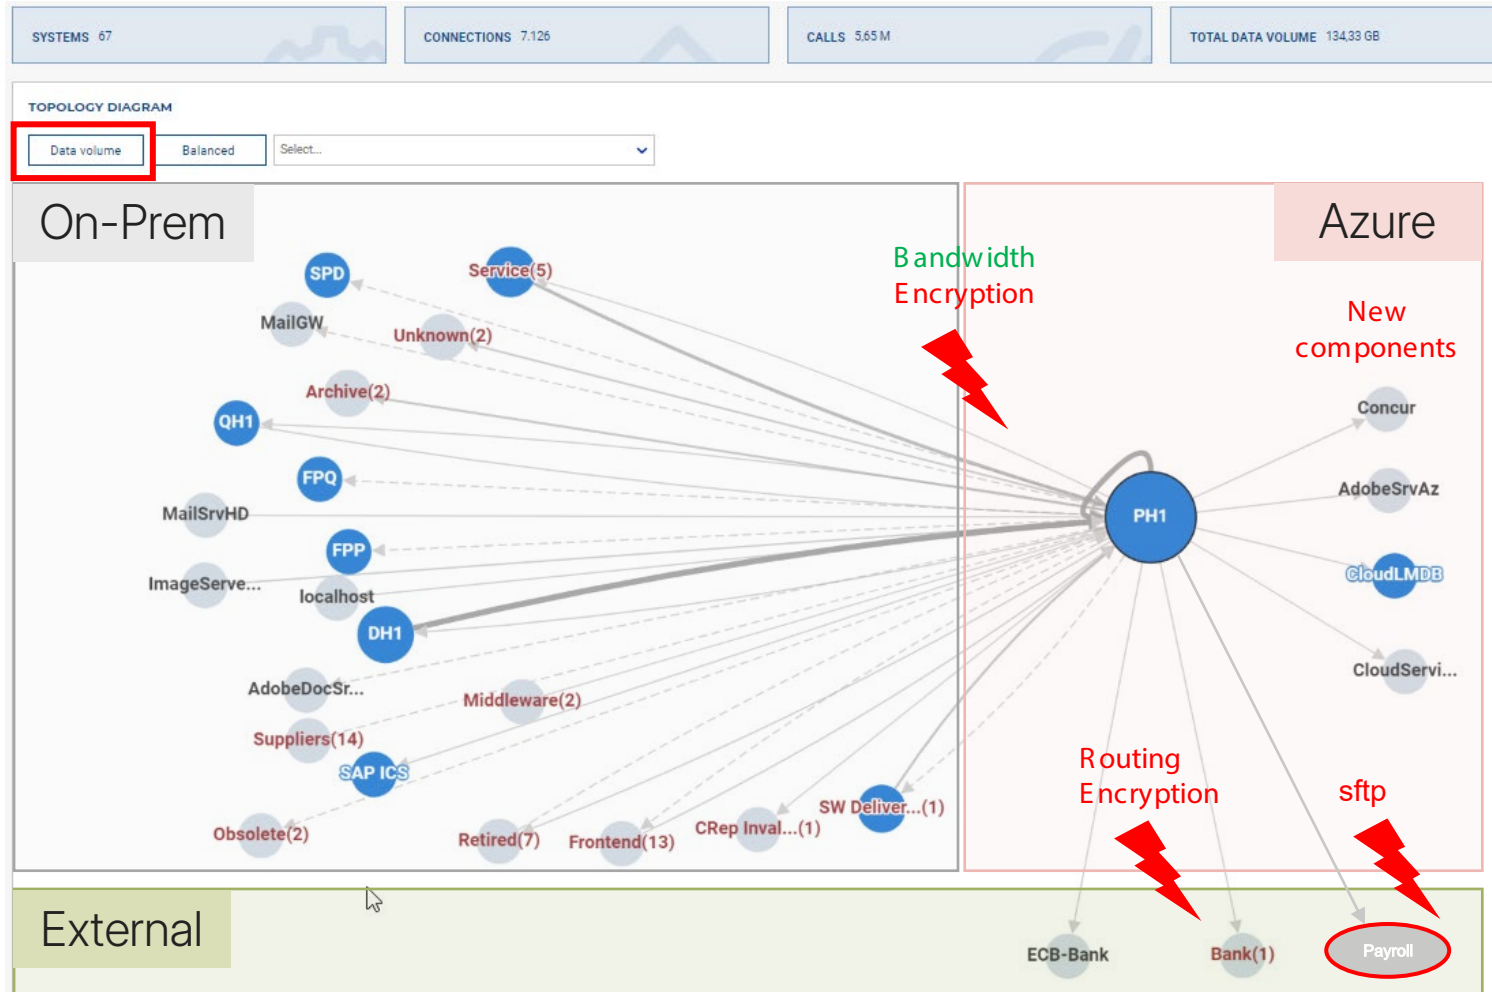 SYSTEMS 67
CONNECTIONS 7.126
CALLS 5,65 M
TOTAL DATA VOLUME 134,33 GB
TOPOLOGY DIAGRAM
Data volume
Balanced
Select...
On-Prem
Azure
SPD
Service(5)
Bandwidth
Encryption
MailGW
Unknown(2)
New
components
Archive(2)
Concur
QH1
FPQ
AdobeSrvAz
MailSrvHD
PH1
FPP
CloudLMDB
ImageServe...
localhost
DH1
CloudServi...
AdobeDocSr...
Middleware(2)
Suppliers(14)
SAP ICS
Routing
Encryption
sftp
SW Deliver...(1)
Obsolete(2)
Retired(7)
Frontend(13)
CRep Inval...(1)
External
ECB-Bank
Bank(1)
Payroll